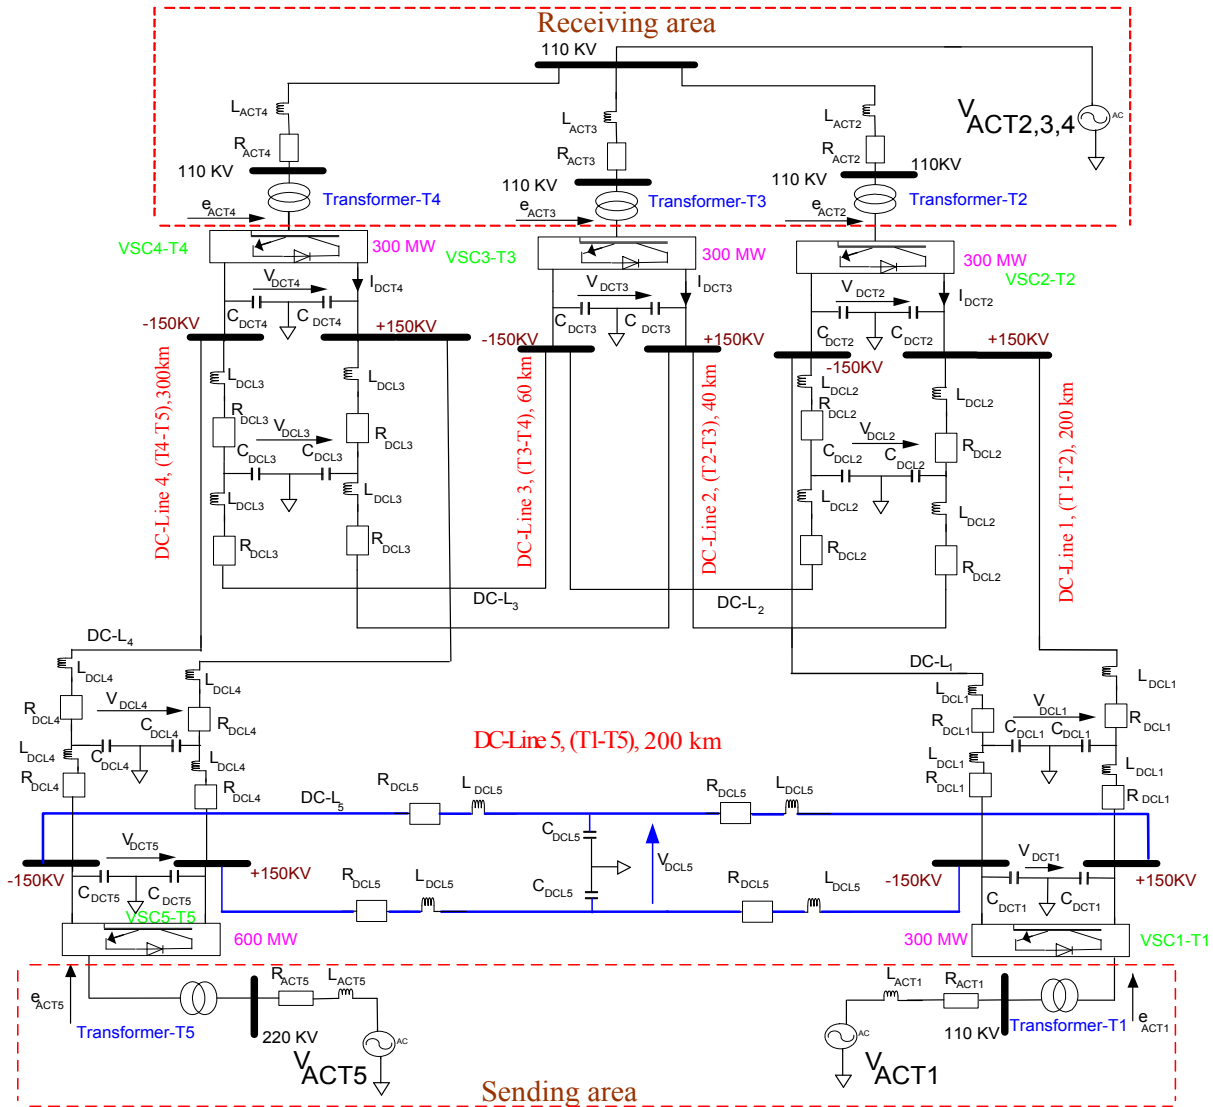 Receiving area
110 KV
L_ACT4
L_ACT3
L_ACT2
V_ACT2,3,4
AC
R_ACT4
R_ACT3
R_ACT2
110 KV
110 KV
110 KV
110KV
Transformer-T4
Transformer-T3
Transformer-T2
e_ACT4
e_ACT3
e_ACT2
VSC4-T4
300 MW
VSC3-T3
300 MW
300 MW
VSC2-T2
V_DCT4
I_DCT4
V_DCT3
I_DCT3
V_DCT2
I_DCT2
C_DCT4
C_DCT4
C_DCT3
C_DCT3
C_DCT2
C_DCT2
-150KV
+150KV
-150KV
+150KV
-150KV
+150KV
DC-Line 4, (T4-T5),300km
DC-Line 3, (T3-T4), 60 km
DC-Line 2, (T2-T3), 40 km
DC-Line 1, (T1-T2), 200 km
L_DCL3
L_DCL3
L_DCL2
L_DCL2
R_DCL3
V_DCL3
R_DCL3
R_DCL2
V_DCL2
R_DCL2
C_DCL3
C_DCL3
C_DCL2
C_DCL2
L_DCL3
L_DCL3
L_DCL2
L_DCL2
R_DCL3
R_DCL3
R_DCL2
R_DCL2
DC-L_3
DC-L_2
DC-L_4
DC-L_1
L_DCL4
L_DCL4
L_DCL1
L_DCL1
R_DCL4
V_DCL4
R_DCL4
R_DCL1
V_DCL1
R_DCL1
C_DCL4
C_DCL4
C_DCL1
C_DCL1
L_DCL4
L_DCL4
L_DCL1
L_DCL1
R_DCL4
R_DCL4
R_DCL1
R_DCL1
DC-Line 5, (T1-T5), 200 km
DC-L_5
R_DCL5
L_DCL5
R_DCL5
L_DCL5
C_DCL5
V_DCL5
C_DCL5
R_DCL5
L_DCL5
R_DCL5
L_DCL5
V_DCT5
V_DCT1
-150KV
+150KV
-150KV
+150KV
C_DCT5
C_DCT5
C_DCT1
C_DCT1
VSC5-T5
600 MW
300 MW
VSC1-T1
e_ACT5
R_ACT5
L_ACT5
L_ACT1
R_ACT1
e_ACT1
Transformer-T5
220 KV
AC
AC
110 KV
Transformer-T1
V_ACT5
V_ACT1
Sending area